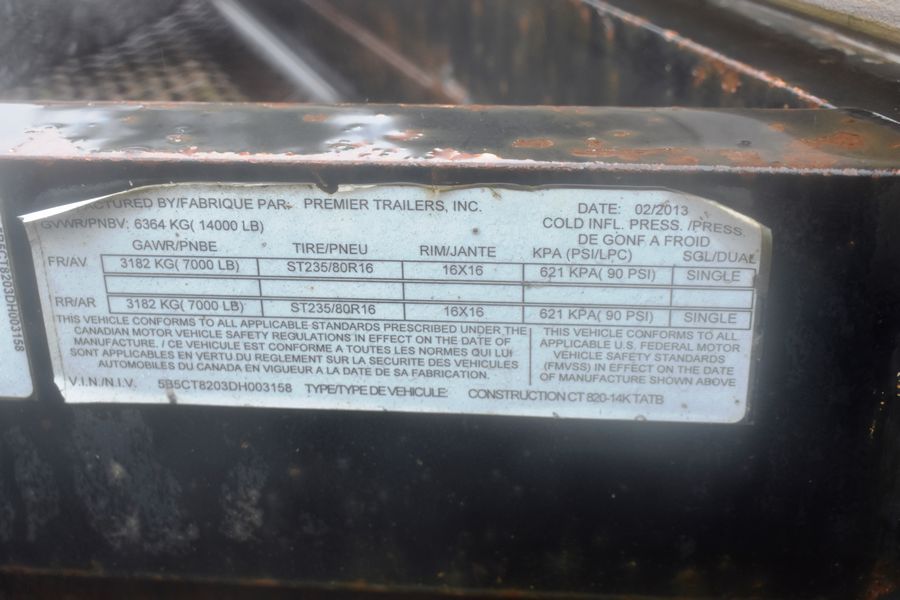 CTURED BY/FABRIQUE PAR: PREMIER TRAILERS, INC. DATE: 02/2013
GVWR/PNBV: 6364 KG( 14000 LB) COLD INFL. PRESS. /PRESS.
DE GONF A FROID
GAWR/PNBE TIRE/PNEU RIM/JANTE KPA (PSI/LPC) SGL/DUAL
FR/AV 3182 KG( 7000 LB) ST235/80R16 16X16 621 KPA( 90 PSI) SINGLE
RR/AR 3182 KG( 7000 LB) ST235/80R16 16X16 621 KPA( 90 PSI) SINGLE
THIS VEHICLE CONFORMS TO ALL APPLICABLE STANDARDS PRESCRIBED UNDER THE
CANADIAN MOTOR VEHICLE SAFETY REGULATIONS IN EFFECT ON THE DATE OF
MANUFACTURE. / CE VEHICULE EST CONFORME A TOUTES LES NORMES QUI LUI
SONT APPLICABLES EN VERTU DU REGLEMENT SUR LA SECURITE DES VEHICULES
AUTOMOBILES DU CANADA EN VIGUEUR A LA DATE DE SA FABRICATION.
THIS VEHICLE CONFORMS TO ALL
APPLICABLE U.S. FEDERAL MOTOR
VEHICLE SAFETY STANDARDS
(FMVSS) IN EFFECT ON THE DATE
OF MANUFACTURE SHOWN ABOVE
V.I.N/N.I.V. 5B5CT8203DH003158 TYPE/TYPE DE VEHICULE: CONSTRUCTION CT 820-14K TATB
5B5CT8203DH003158